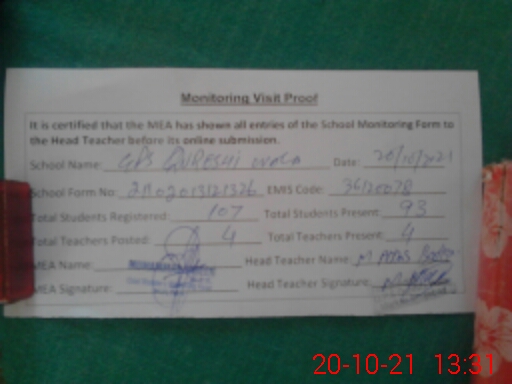 Monitoring Visit Proof
It is certified that the MEA has shown all entries of the School Monitoring Form to
the Head Teacher before its online submission.
School Name: GPS QURESHI Date: 20/10/2021
School Form No: EMIS Code:
Total Students Registered: 107 Total Students Present: 93
Total Teachers Posted: 4 Total Teachers Present: 4
MEA Name: Head Teacher Name: M
MEA Signature: Head Teacher Signature:
20-10-21 13:31